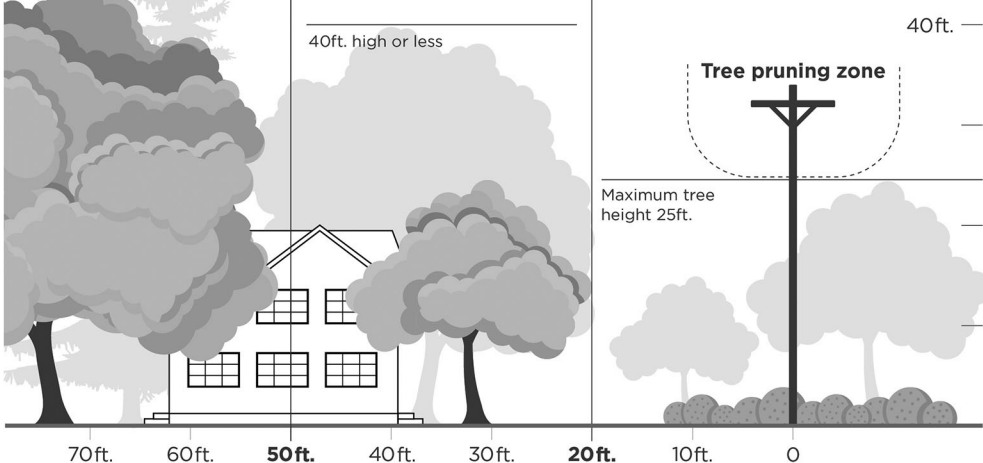 40ft. high or less
40ft.
Tree pruning zone
Maximum tree
height 25ft.
70ft.
60ft.
50ft.
40ft.
30ft.
20ft.
10ft.
0